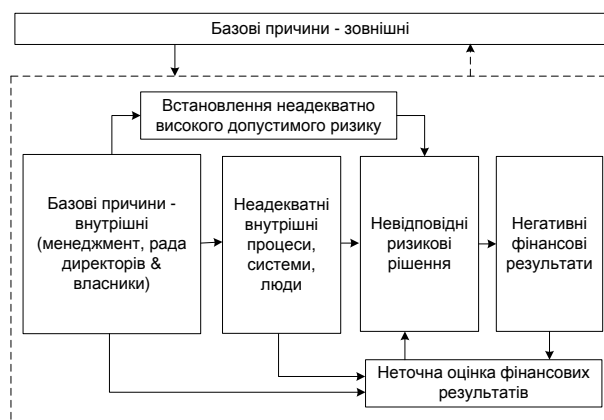 Базові причини - зовнішні
Встановлення неадекватно
високого допустимого ризику
Базові причини -
внутрішні
(менеджмент, рада
директорів &
власники)
Неадекватні
внутрішні
процеси,
системи,
люди
Невідповідні
ризикові
рішення
Негативні
фінансові
результати
Неточна оцінка фінансових
результатів